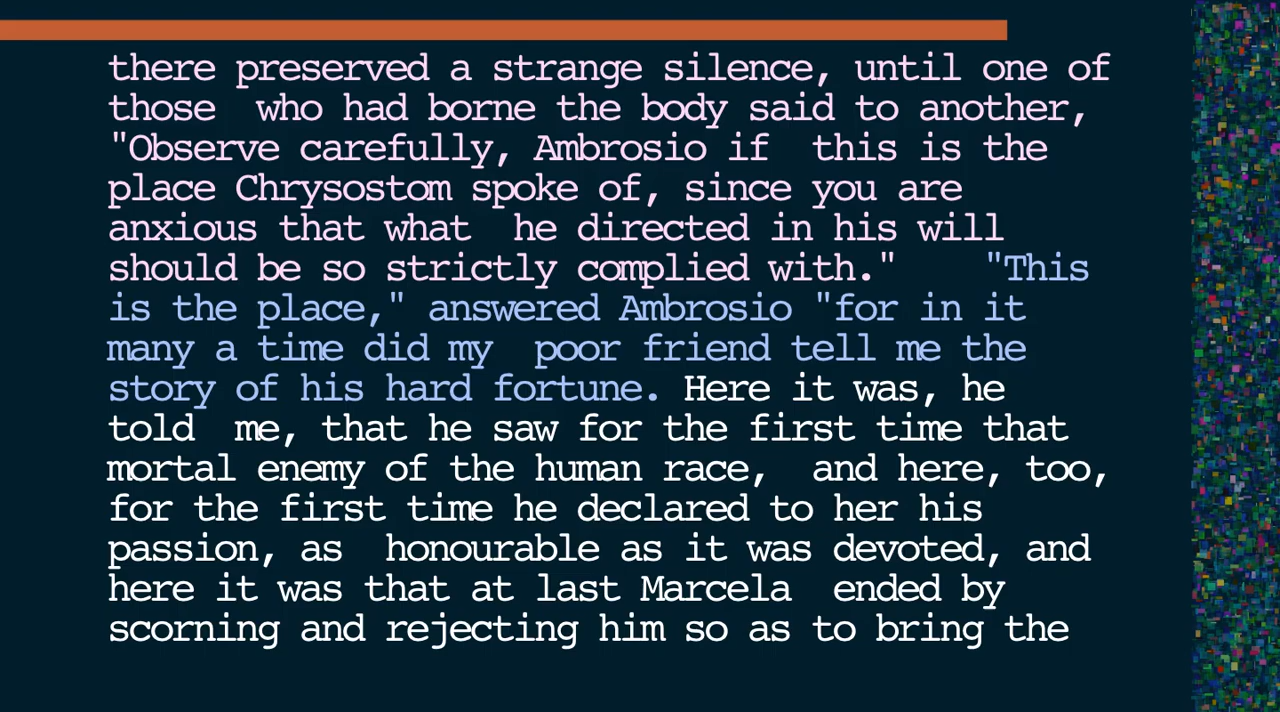 there preserved a strange silence, until one of
those  who had borne the body said to another,
"Observe carefully, Ambrosio if  this is the
place Chrysostom spoke of, since you are
anxious that what  he directed in his will
should be so strictly complied with."    "This
is the place," answered Ambrosio "for in it
many a time did my  poor friend tell me the
story of his hard fortune. Here it was, he
told  me, that he saw for the first time that
mortal enemy of the human race,  and here, too,
for the first time he declared to her his
passion, as  honourable as it was devoted, and
here it was that at last Marcela  ended by
scorning and rejecting him so as to bring the